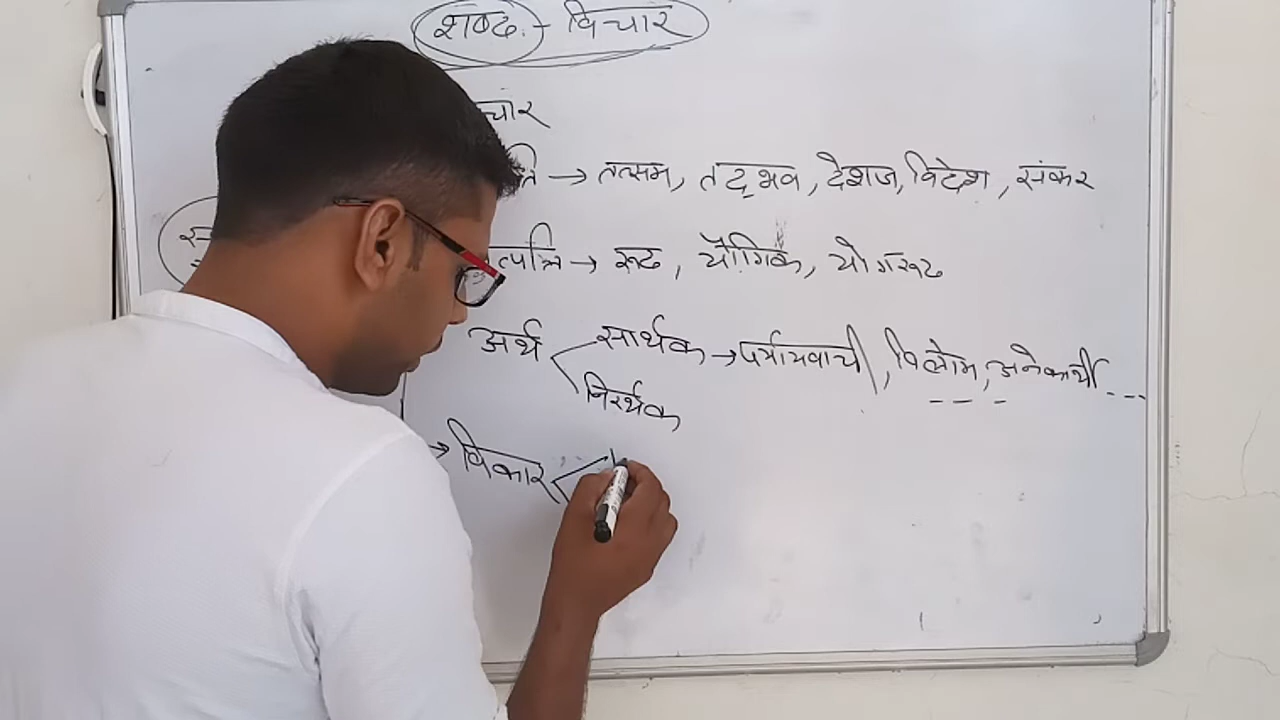 शब्द :- विचार
चार
ति → तत्सम, तद्भव, देशज, विदेश, संकर
त्पत्ति → रूढ, यौगिक, योगरूढ
अर्थ सार्थक → पर्यायवाची, विलोम, अनेकार्थी ---
निरर्थक
→ विकार